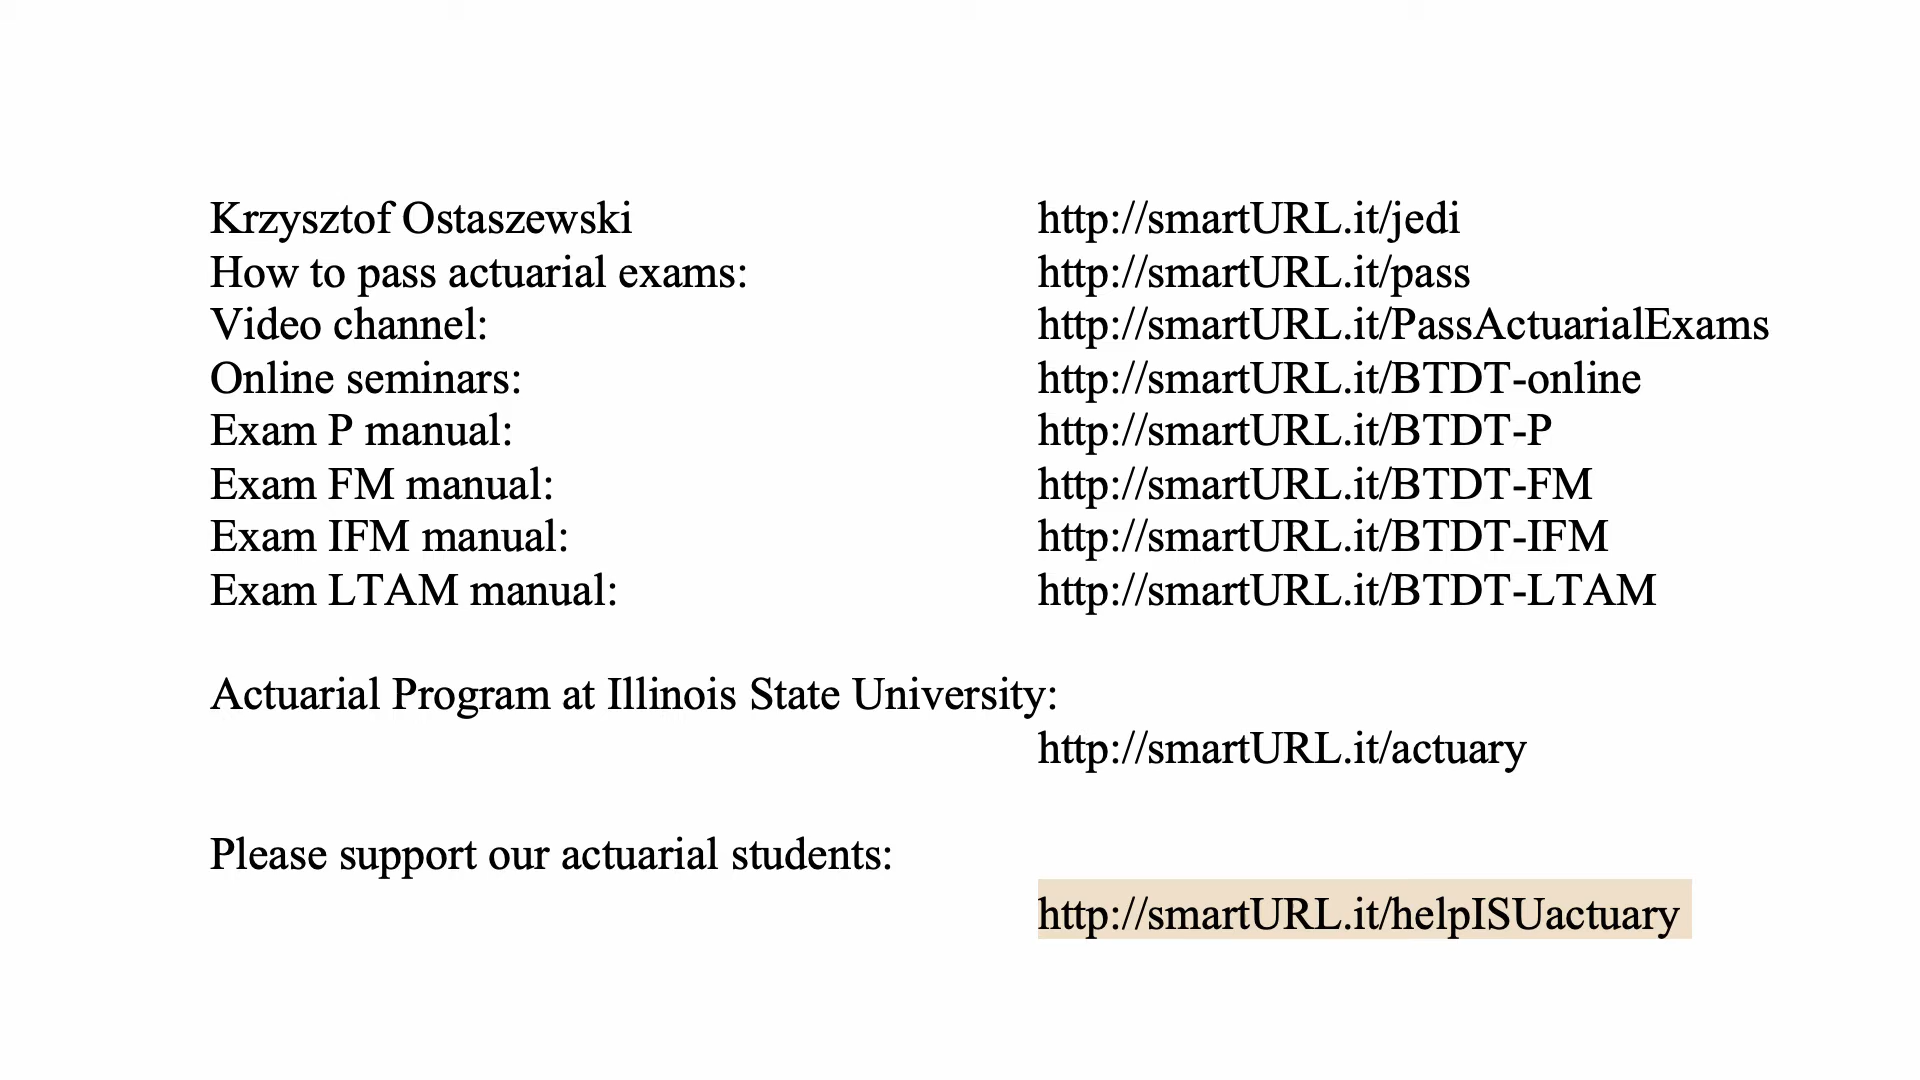 Krzysztof Ostaszewski http://smartURL.it/jedi
How to pass actuarial exams: http://smartURL.it/pass
Video channel: http://smartURL.it/PassActuarialExams
Online seminars: http://smartURL.it/BTDT-online
Exam P manual: http://smartURL.it/BTDT-P
Exam FM manual: http://smartURL.it/BTDT-FM
Exam IFM manual: http://smartURL.it/BTDT-IFM
Exam LTAM manual: http://smartURL.it/BTDT-LTAM
Actuarial Program at Illinois State University:
http://smartURL.it/actuary
Please support our actuarial students:
http://smartURL.it/helpISUactuary